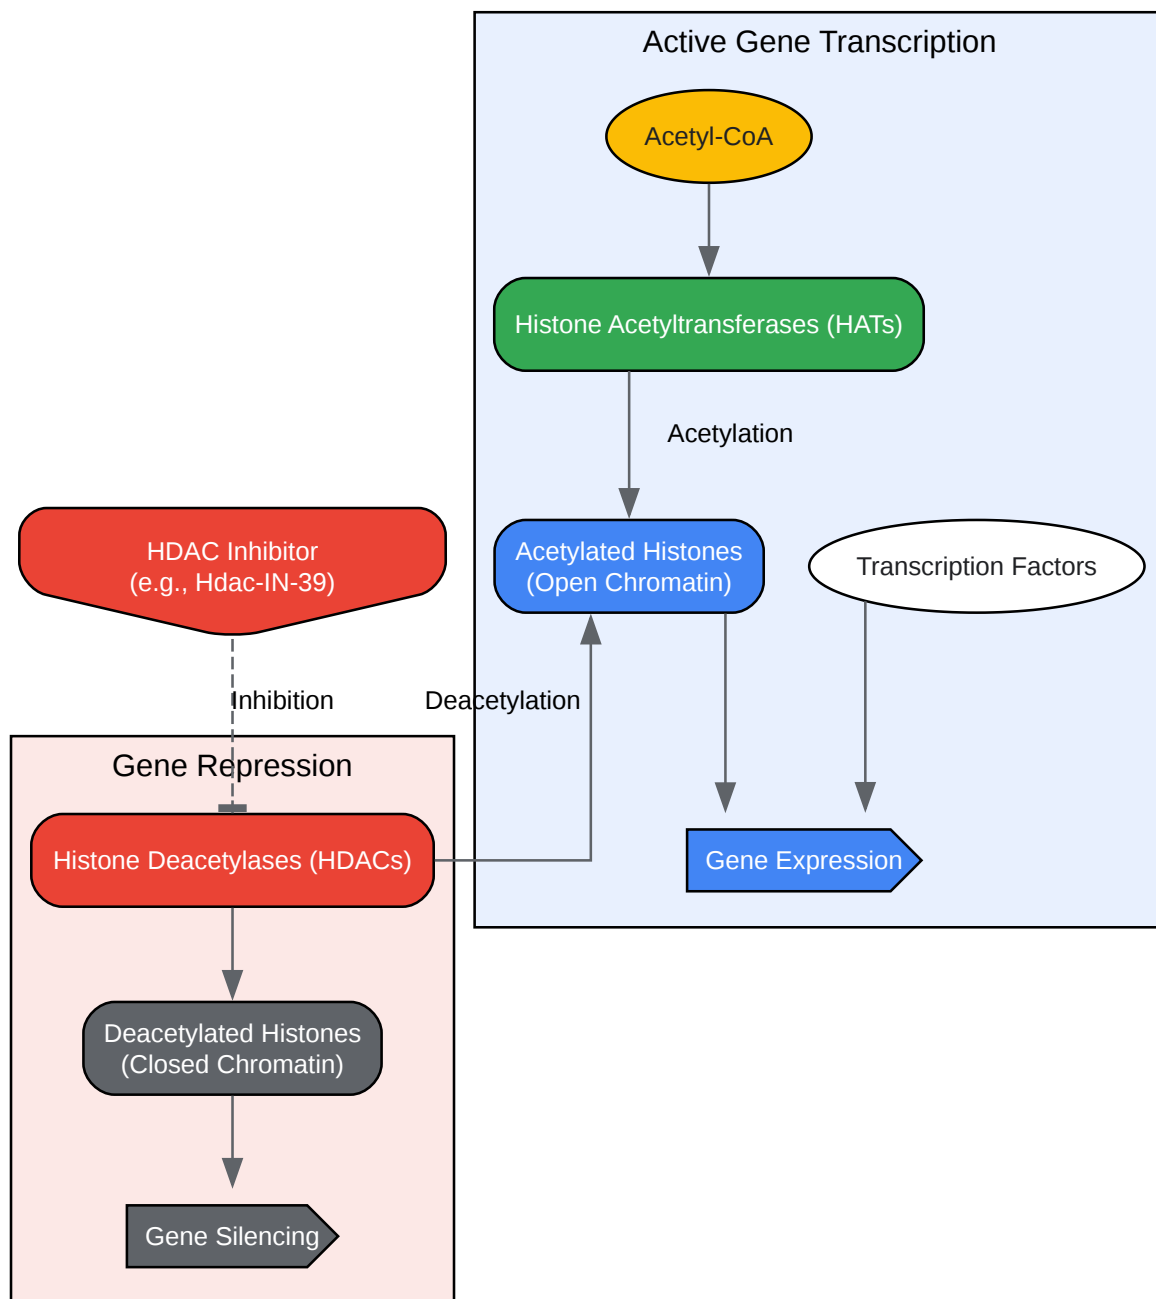 Active Gene Transcription
Acetyl-CoA
Histone Acetyltransferases (HATs)
Acetylation
HDAC Inhibitor
(e.g., Hdac-IN-39)
Acetylated Histones
(Open Chromatin)
Transcription Factors
Inhibition
Deacetylation
Gene Repression
Histone Deacetylases (HDACs)
Gene Expression
Deacetylated Histones
(Closed Chromatin)
Gene Silencing